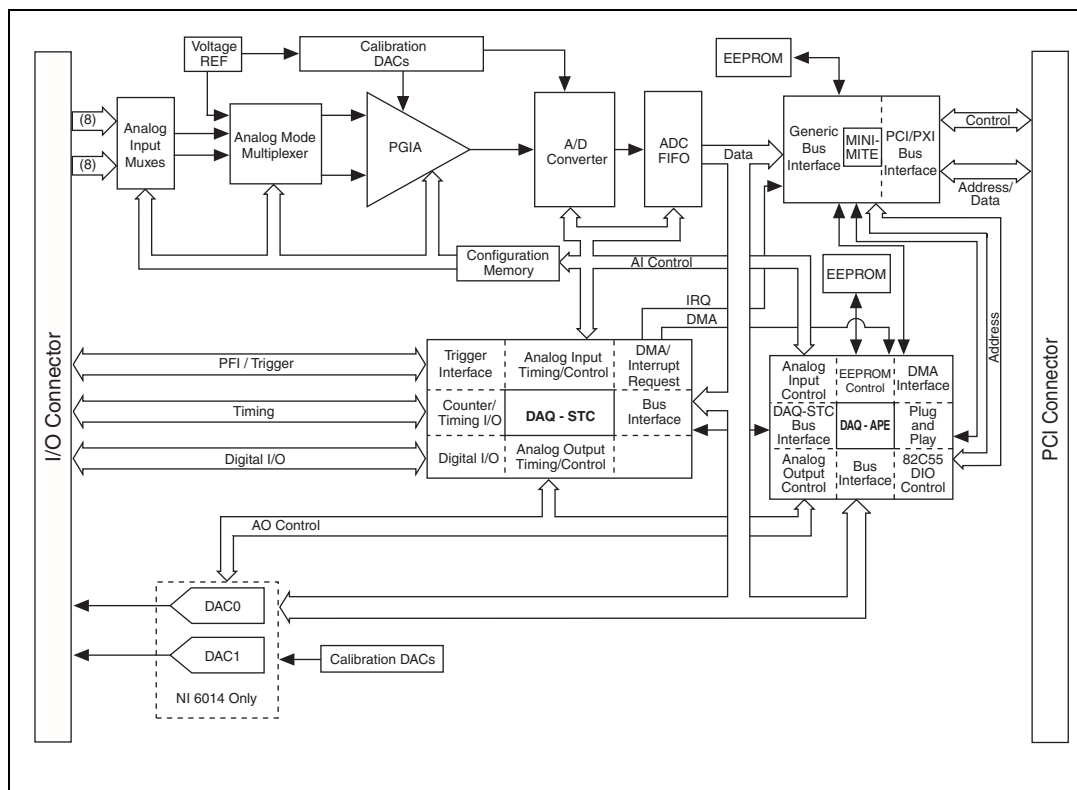 Voltage
REF
Calibration
DACs
EEPROM
(8)
(8)
Analog
Input
Muxes
Analog Mode
Multiplexer
PGIA
A/D
Converter
ADC
FIFO
Data
Generic
Bus
Interface
MINI-
MITE
PCI/PXI
Bus
Interface
Control
Address/
Data
Configuration
Memory
AI Control
EEPROM
IRQ
DMA
Address
I/O Connector
PCI Connector
PFI / Trigger
Timing
Digital I/O
Trigger
Interface
Analog Input
Timing/Control
DMA/
Interrupt
Request
Counter/
Timing I/O
DAQ - STC
Bus
Interface
Digital I/O
Analog Output
Timing/Control
Analog
Input
Control
EEPROM
Control
DMA
Interface
DAQ-STC
Bus
Interface
DAQ - APE
Plug
and
Play
Analog
Output
Control
Bus
Interface
82C55
DIO
Control
AO Control
DAC0
DAC1
Calibration DACs
NI 6014 Only